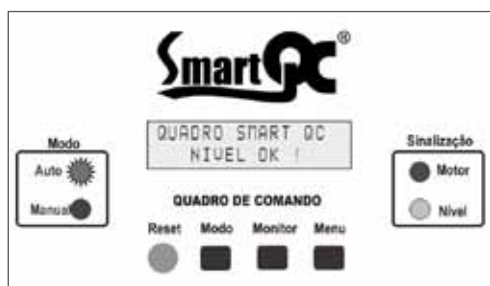 SmartQC®
QUADRO SMART QC
NIVEL OK !
Modo
Auto
Manual
Sinalização
Motor
Nível
QUADRO DE COMANDO
Reset Modo Monitor Menu